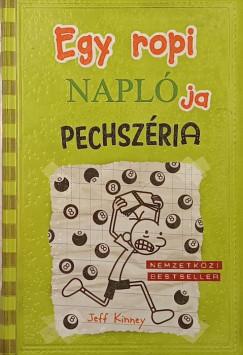 Egy ropi
NAPLÓja
PECHSZÉRIA
NEMZETKÖZI
BESTSELLER
Jeff Kinney